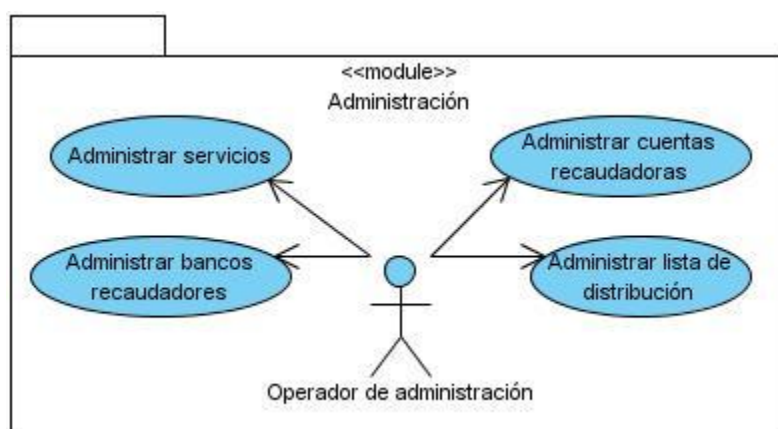 <<module>>
Administración
Administrar servicios
Administrar cuentas
recaudadoras
Administrar bancos
recaudadores
Administrar lista de
distribución
Operador de administración